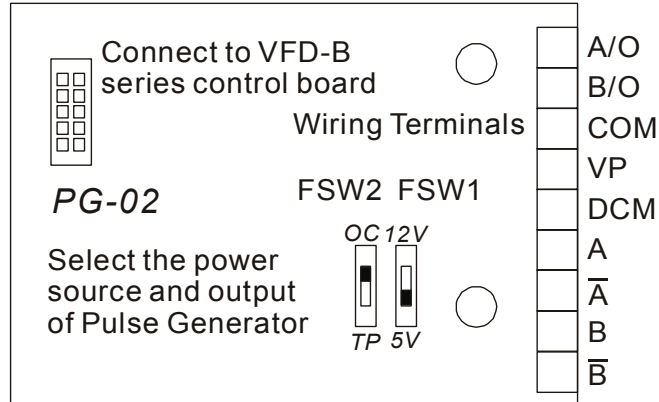 Connect to VFD-B
series control board
Wiring Terminals
PG-02
FSW2 FSW1
OC 12V
Select the power
source and output
of Pulse Generator
TP 5V
A/O
B/O
COM
VP
DCM
A
A̅
B
B̅